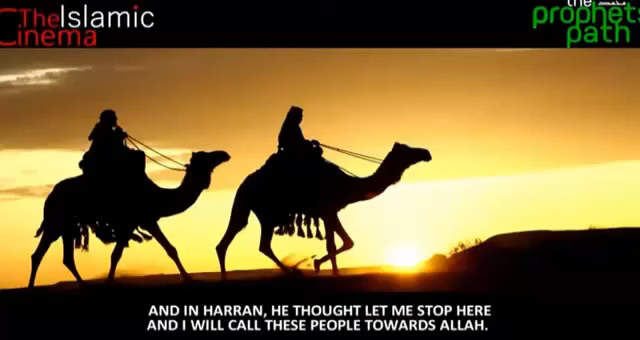 TheIslamic
Cinema
the
prophets
path
AND IN HARRAN, HE THOUGHT LET ME STOP HERE
AND I WILL CALL THESE PEOPLE TOWARDS ALLAH.